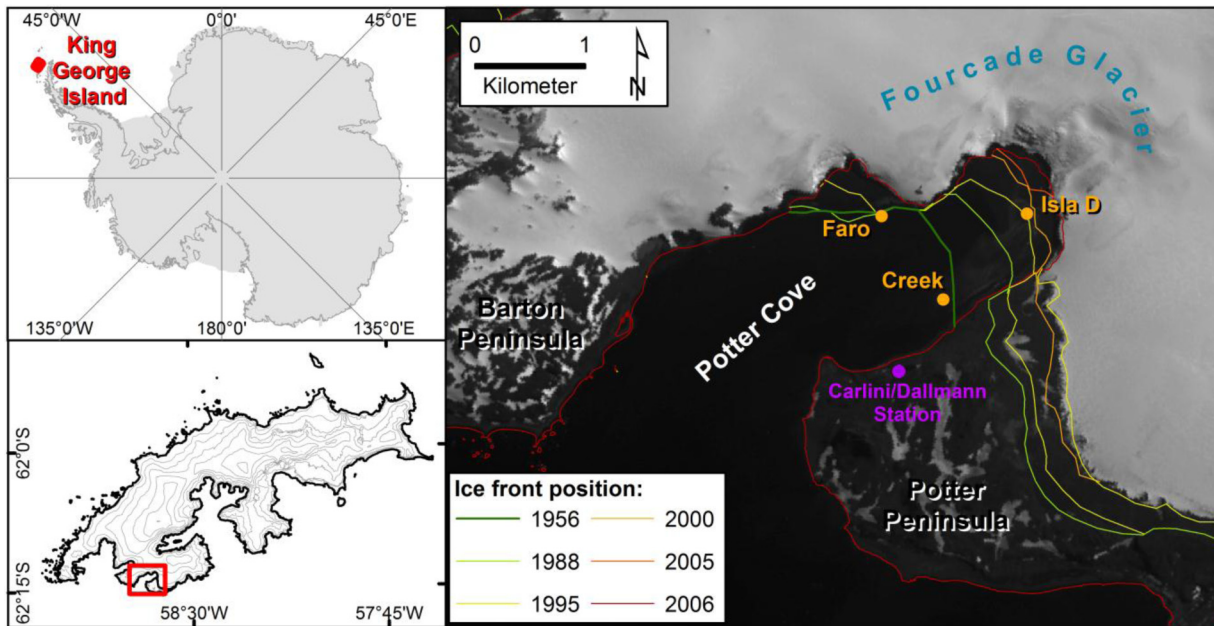 45°W
0°0'
45°0'E
King
George
Island
135°0'W
180°0'
135°0'E
62°0'S
62°15'S
58°30'W
57°45'W
0 1
Kilometer
N
Fourcade Glacier
Isla D
Faro
Creek
Barton
Peninsula
Potter Cove
Carlini/Dallmann
Station
Potter
Peninsula
Ice front position:
1956 2000
1988 2005
1995 2006